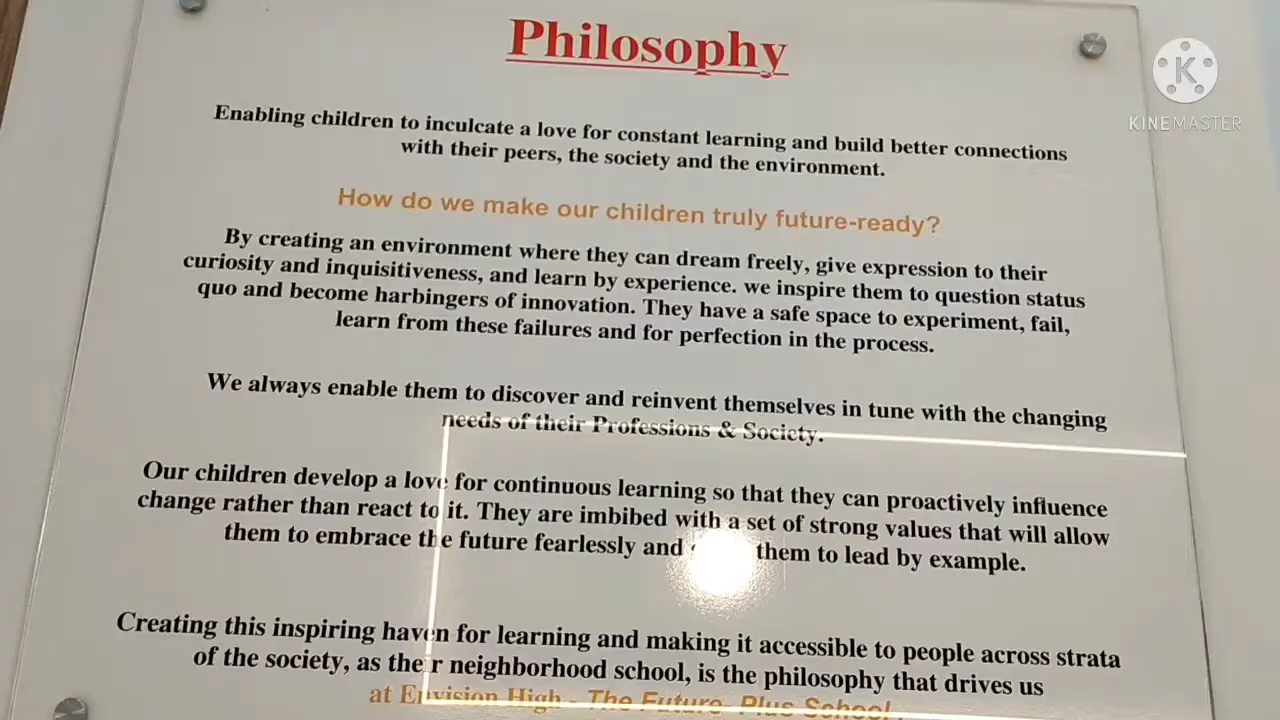 Philosophy
KINEMASTER
Enabling children to inculcate a love for constant learning and build better connections
with their peers, the society and the environment.
How do we make our children truly future-ready?
By creating an environment where they can dream freely, give expression to their
curiosity and inquisitiveness, and learn by experience. we inspire them to question status
quo and become harbingers of innovation. They have a safe space to experiment, fail,
learn from these failures and for perfection in the process.
We always enable them to discover and reinvent themselves in tune with the changing
needs of their Professions & Society.
Our children develop a love for continuous learning so that they can proactively influence
change rather than react to it. They are imbibed with a set of strong values that will allow
them to embrace the future fearlessly and them to lead by example.
Creating this inspiring haven for learning and making it accessible to people across strata
of the society, as their neighborhood school, is the philosophy that drives us
at Envision High - The Future Plus School.